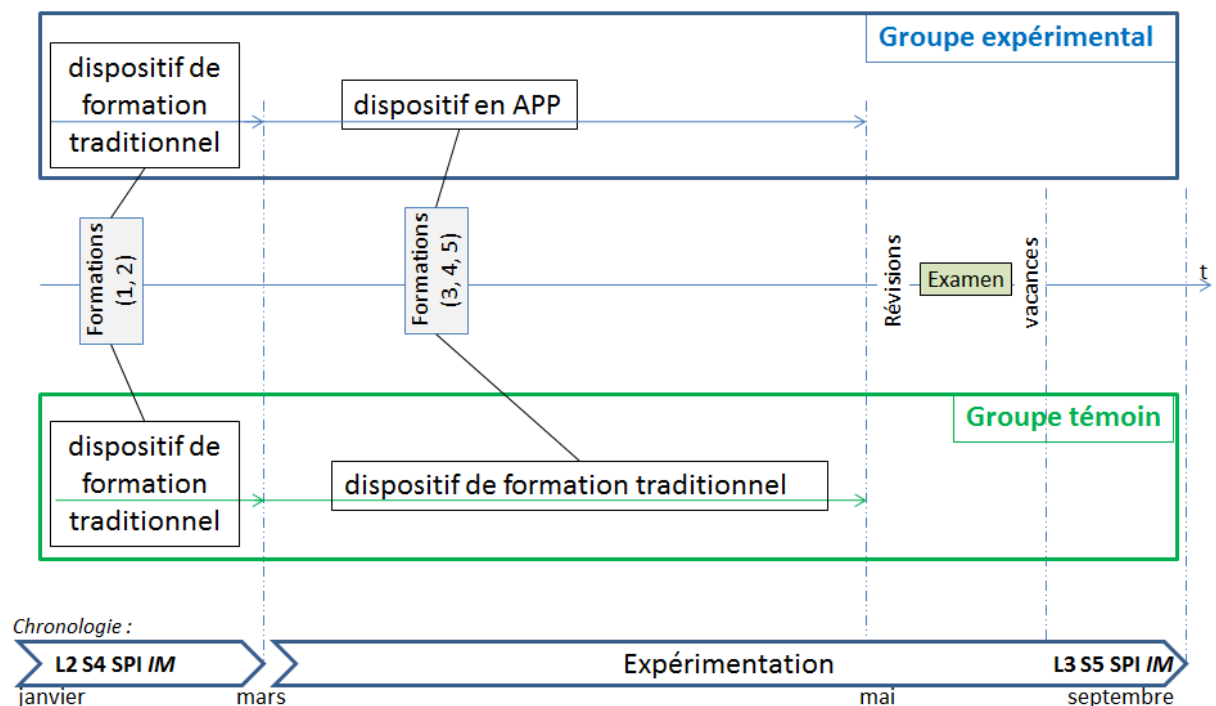 Groupe expérimental
dispositif de
formation
traditionnel
dispositif en APP
Formations
(1, 2)
Formations
(3, 4, 5)
Révisions
Examen
vacances
t
Groupe témoin
dispositif de
formation
traditionnel
dispositif de formation traditionnel
Chronologie :
L2 S4 SPI IM
Expérimentation
L3 S5 SPI IM
janvier
mars
mai
septembre